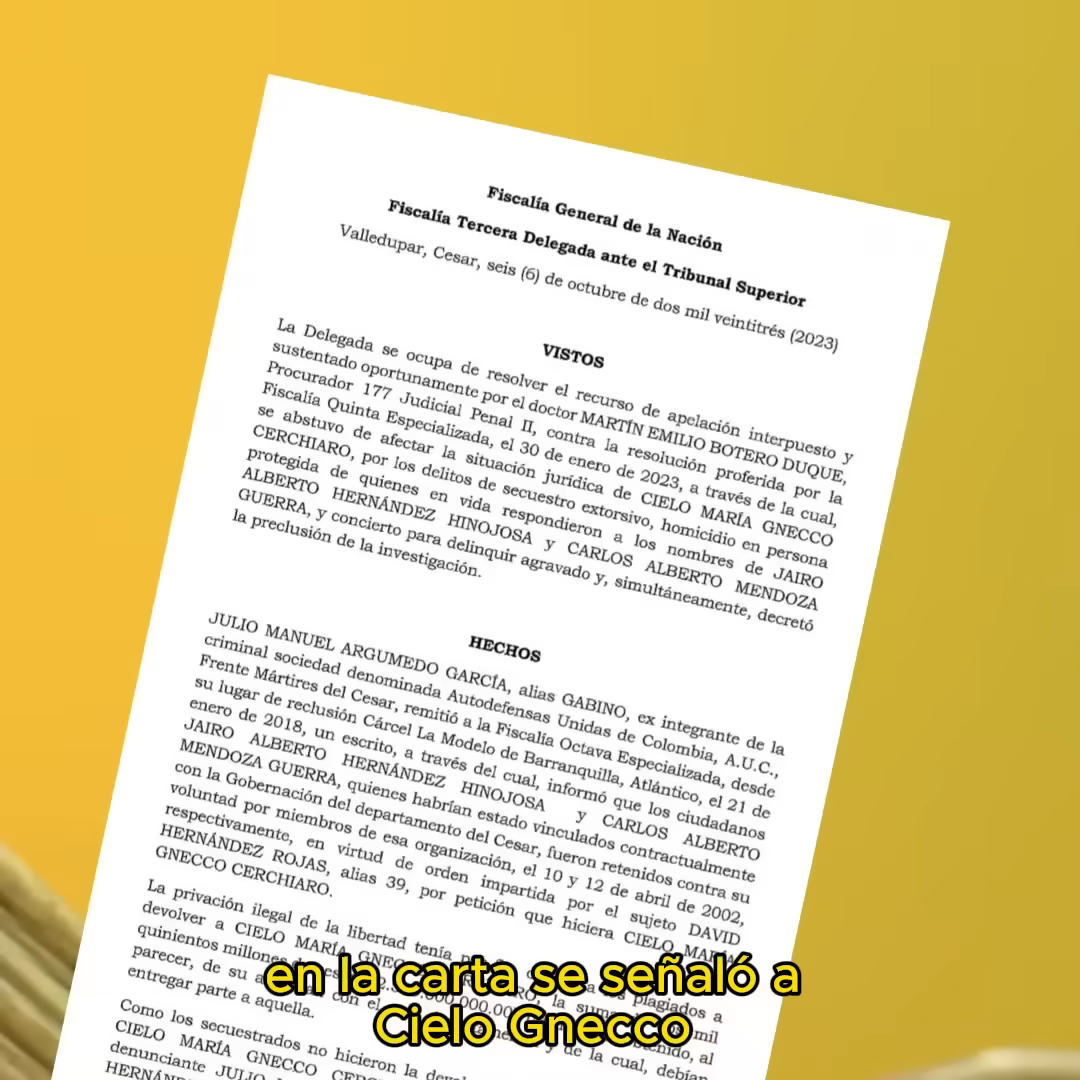 Fiscalía General de la Nación
Fiscalía Tercera Delegada ante el Tribunal Superior
Valledupar, Cesar, seis (6) de octubre de dos mil veintitrés (2023)
VISTOS
La Delegada se ocupa de resolver el recurso de apelación interpuesto y
sustentado oportunamente por el doctor MARTÍN EMILIO BOTERO DUQUE,
Procurador 177 Judicial Penal II, contra la resolución proferida por la
Fiscalía Quinta Especializada, el 30 de enero de 2023, a través de la cual,
se abstuvo de afectar la situación jurídica de CIELO MARÍA GNECCO
CERCHIARO, por los delitos de secuestro extorsivo, homicidio en persona
protegida de quienes en vida respondieron a los nombres de JAIRO
ALBERTO HERNÁNDEZ HINOJOSA y CARLOS ALBERTO MENDOZA
GUERRA, y concierto para delinquir agravado y, simultáneamente, decretó
la preclusión de la investigación.
HECHOS
JULIO MANUEL ARGUMEDO GARCÍA, alias GABINO, ex integrante de la
criminal sociedad denominada Autodefensas Unidas de Colombia, A.U.C.,
Frente Mártires del Cesar, remitió a la Fiscalía Octava Especializada, desde
su lugar de reclusión Cárcel La Modelo de Barranquilla, Atlántico, el 21 de
enero de 2018, un escrito, a través del cual, informó que los ciudadanos
JAIRO ALBERTO HERNÁNDEZ HINOJOSA y CARLOS ALBERTO
MENDOZA GUERRA, quienes habrían estado vinculados contractualmente
con la Gobernación del departamento del Cesar, fueron retenidos contra su
voluntad por miembros de esa organización, el 10 y 12 de abril de 2002,
respectivamente, en virtud de orden impartida por el sujeto DAVID
HERNÁNDEZ ROJAS, alias 39, por petición que hiciera CIELO MARÍA
GNECCO CERCHIARO.
La privación ilegal de la libertad tenía plagiados a
devolver a CIELO MARÍA la suma mil
quinientos millones al
parecer, de su con el y de la cual, debían
entregar parte a aquella.
Como los secuestrados no hicieron la
CIELO MARÍA GNECCO
denunciante
en la carta se señaló a
Cielo Gnecco